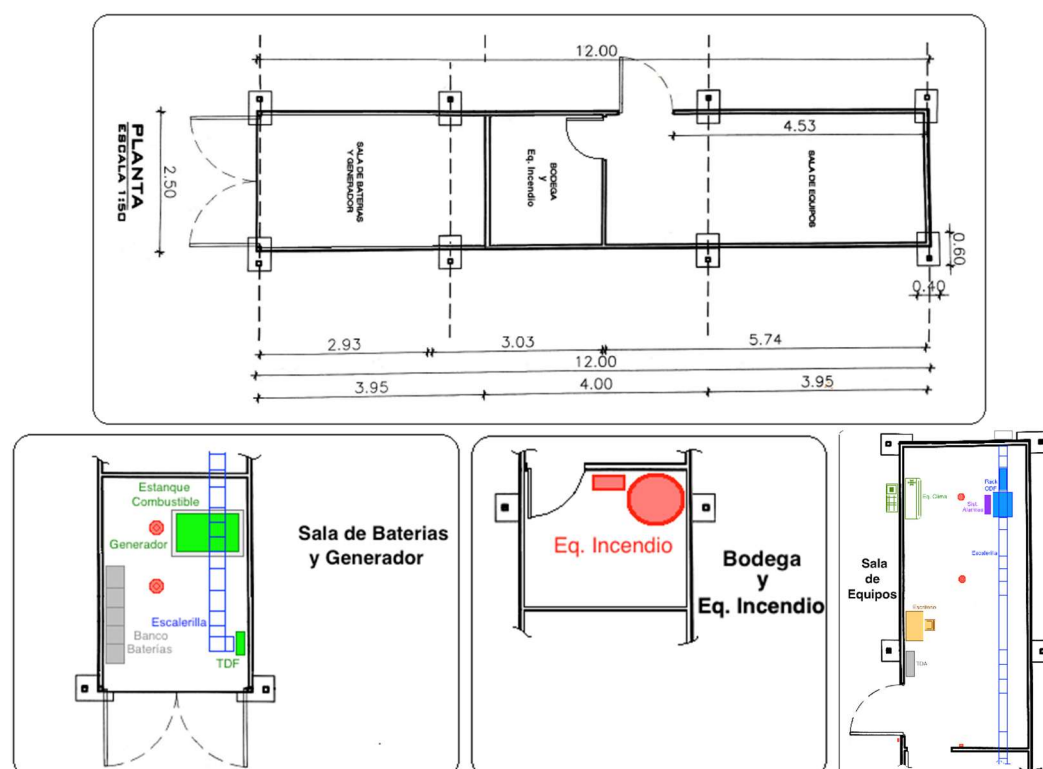 12.00
4.53
PLANTA
ESCALA 1:50
2.50
SALA DE BATERIAS
Y GENERADOR
BODEGA
y
Eq. Incendio
SALA DE EQUIPOS
0.60
0.40
2.93
3.03
5.74
12.00
3.95
4.00
3.95
Estanque
Combustible
Generador
Escalerilla
Banco
Baterias
TDF
Sala de Baterias
y Generador
Eq. Incendio
Bodega
y
Eq. Incendio
Rack
ODF
Eq. Clima
Sist.
Alarmas
Escalerilla
Sala
de
Equipos
Escritorio
TDA